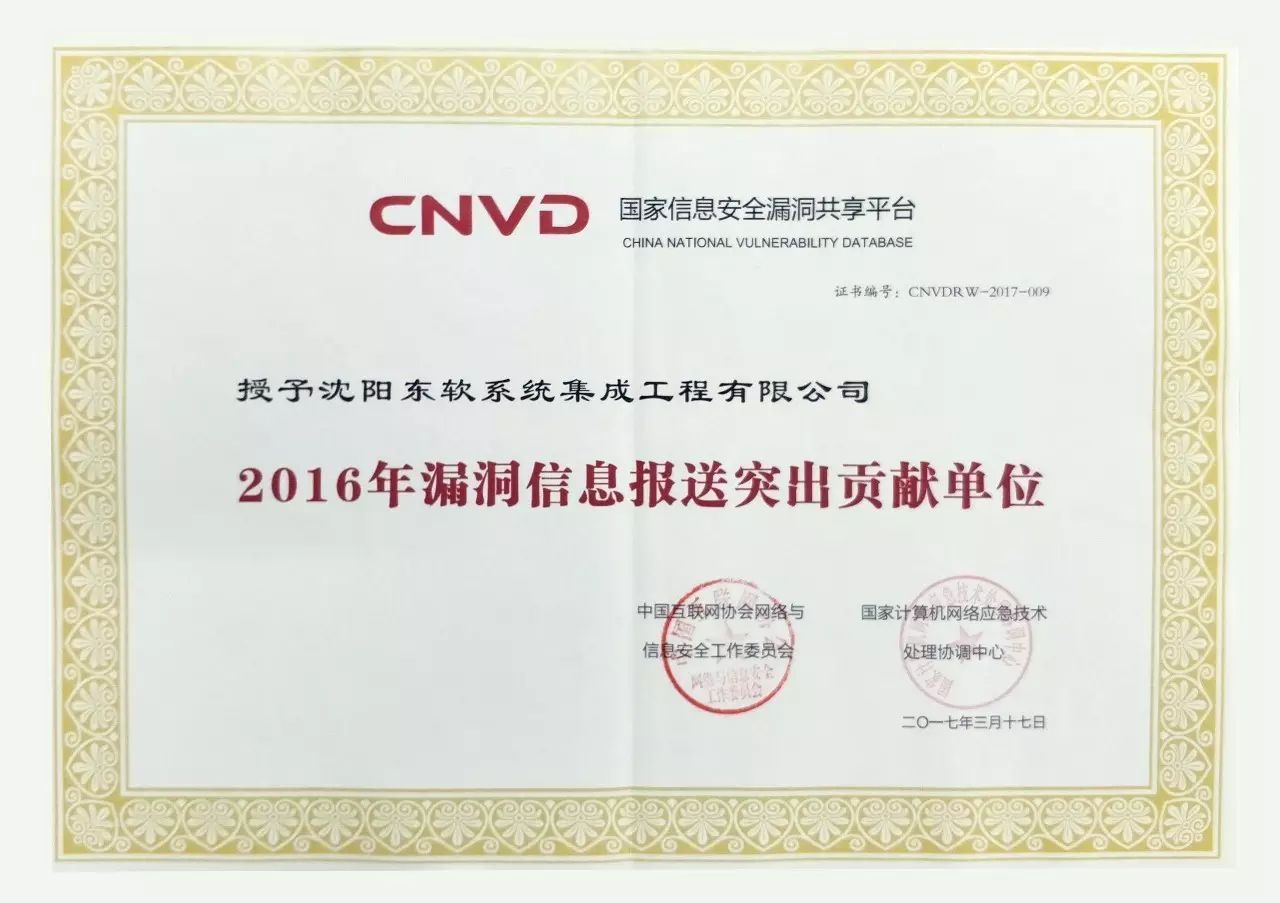 CNVD 国家信息安全漏洞共享平台
CHINA NATIONAL VULNERABILITY DATABASE
证书编号：CNVDRW-2017-009
授予沈阳东软系统集成工程有限公司
2016年漏洞信息报送突出贡献单位
中国互联网协会网络与
信息安全工作委员会
国家计算机网络应急技术
处理协调中心
二〇一七年三月十七日